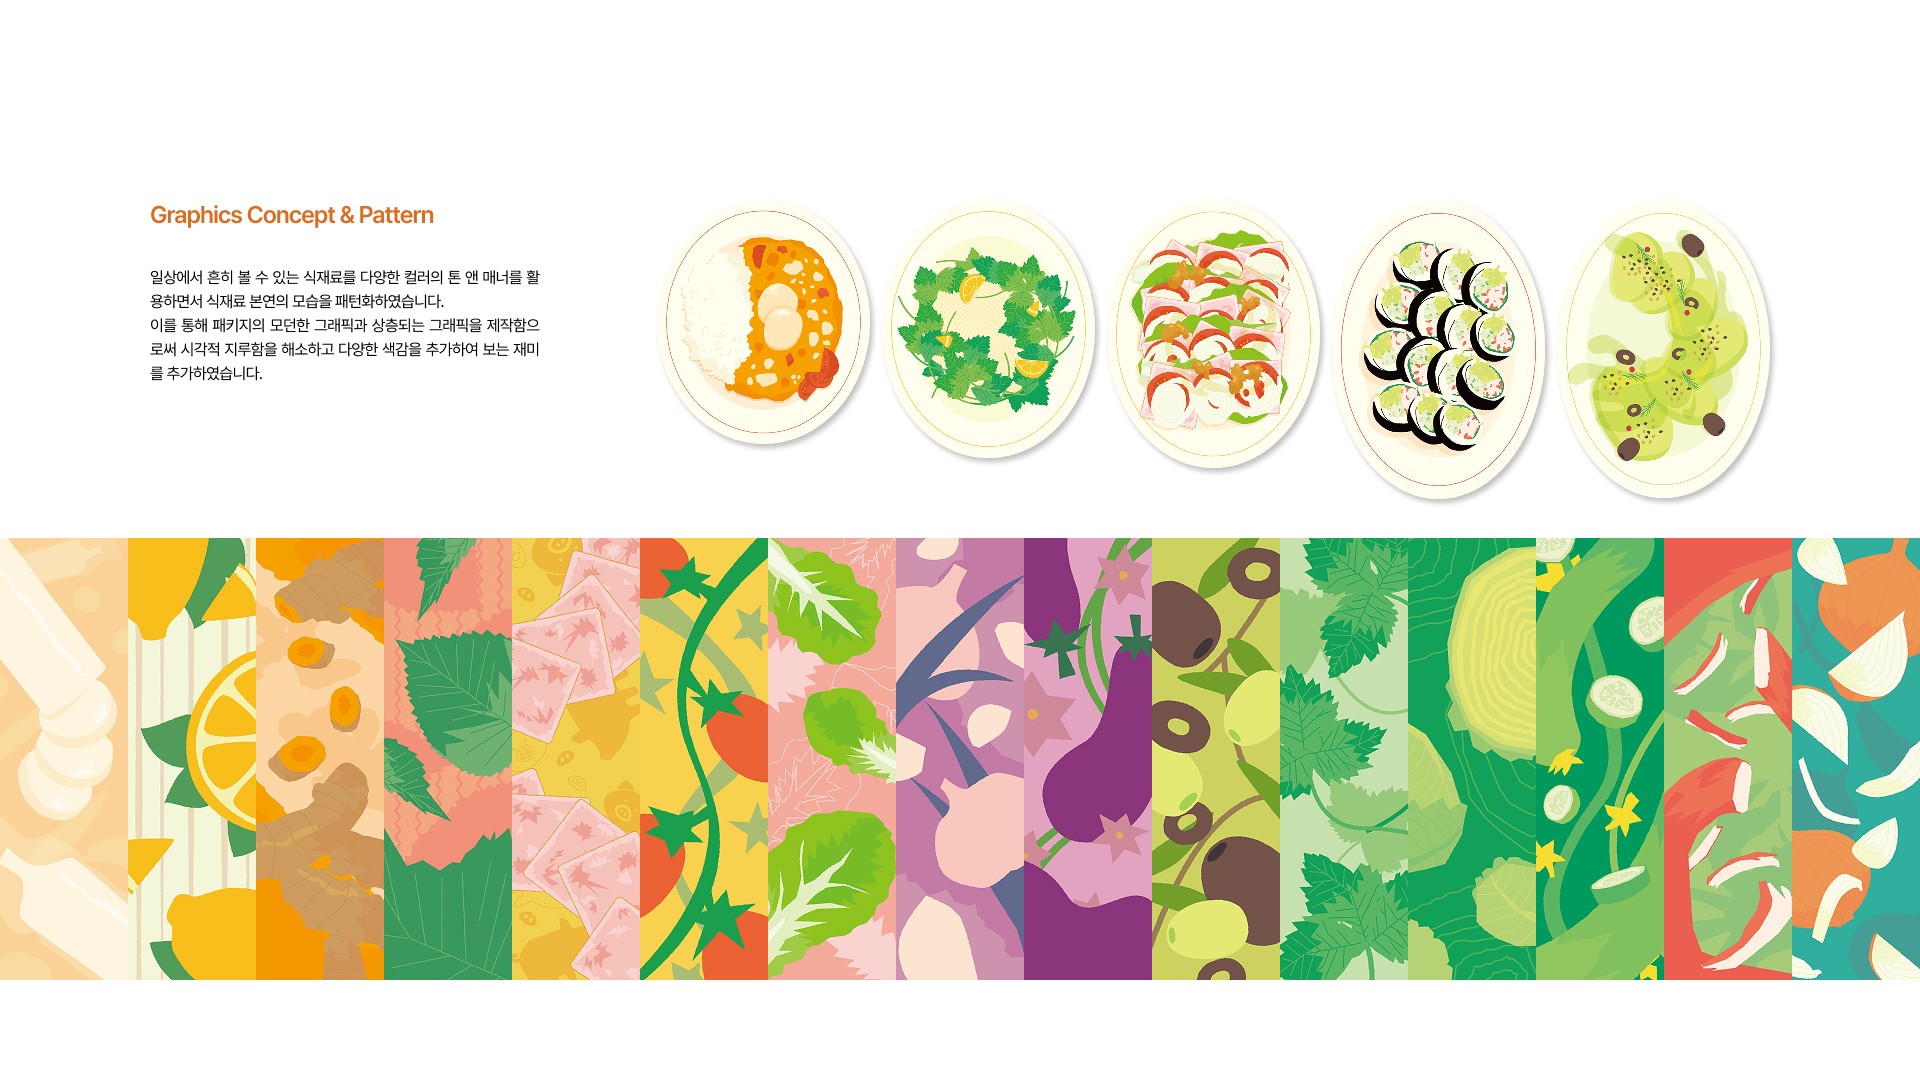 Graphics Concept & Pattern
일상에서 흔히 볼 수 있는 식재료를 다양한 컬러의 톤 앤 매너를 활
용하면서 식재료 본연의 모습을 패턴화하였습니다.
이를 통해 패키지의 모던한 그래픽과 상충되는 그래픽을 제작함으
로써 시각적 지루함을 해소하고 다양한 색감을 추가하여 보는 재미
를 추가하였습니다.